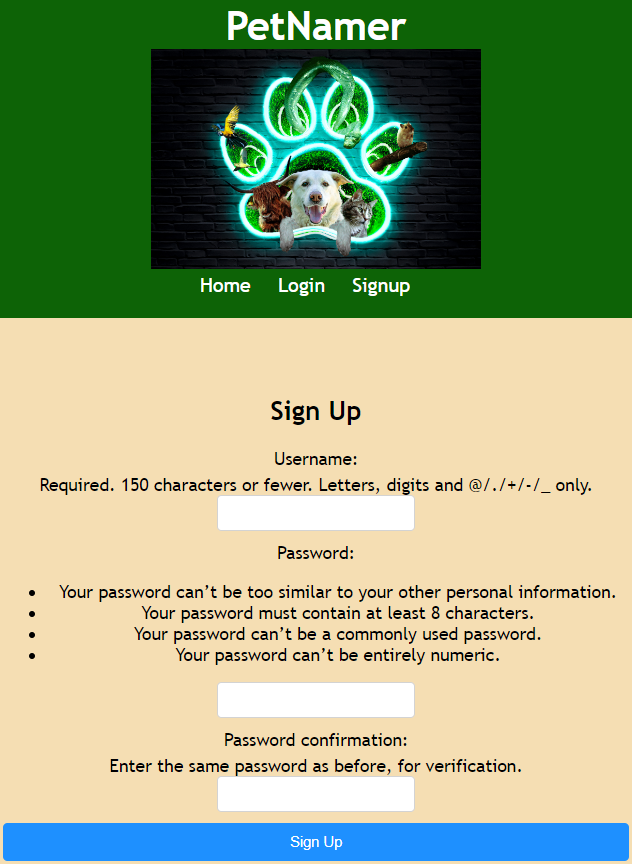 PetNamer
Home Login Signup
Sign Up
Username:
Required. 150 characters or fewer. Letters, digits and @/./+/-/_ only.
Password:
Your password can’t be too similar to your other personal information.
Your password must contain at least 8 characters.
Your password can’t be a commonly used password.
Your password can’t be entirely numeric.
Password confirmation:
Enter the same password as before, for verification.
Sign Up